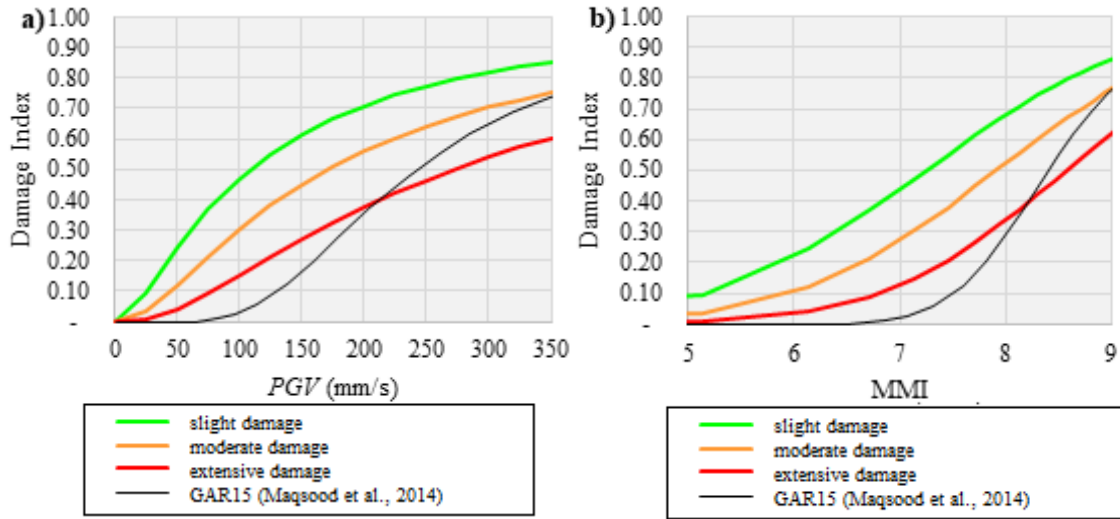 a)
1.00
0.90
0.80
0.70
0.60
0.50
0.40
0.30
0.20
0.10
-
Damage Index
0 50 100 150 200 250 300 350
PGV (mm/s)
slight damage
moderate damage
extensive damage
GAR15 (Maqsood et al., 2014)
b)
1.00
0.90
0.80
0.70
0.60
0.50
0.40
0.30
0.20
0.10
-
Damage Index
5 6 7 8 9
MMI
slight damage
moderate damage
extensive damage
GAR15 (Maqsood et al., 2014)